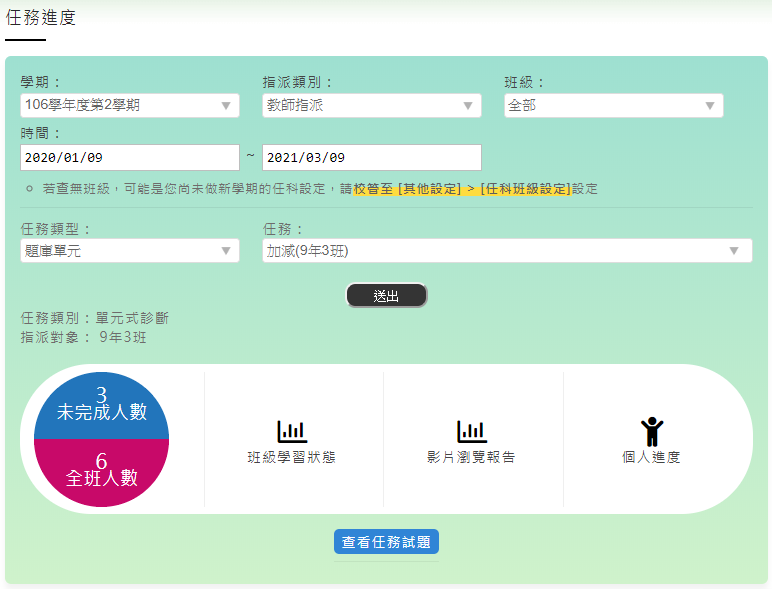 任務進度
學期： 指派類別： 班級：
106學年度第2學期 教師指派 全部
時間：
2020/01/09 ~ 2021/03/09
若查無班級，可能是您尚未做新學期的任科設定，請校管至 [其他設定] > [任科班級設定]設定
任務類型： 任務：
題庫單元 加減(9年3班)
送出
任務類別：單元式診斷
指派對象： 9年3班
3
未完成人數
6
全班人數
班級學習狀態 影片瀏覽報告 個人進度
查看任務試題